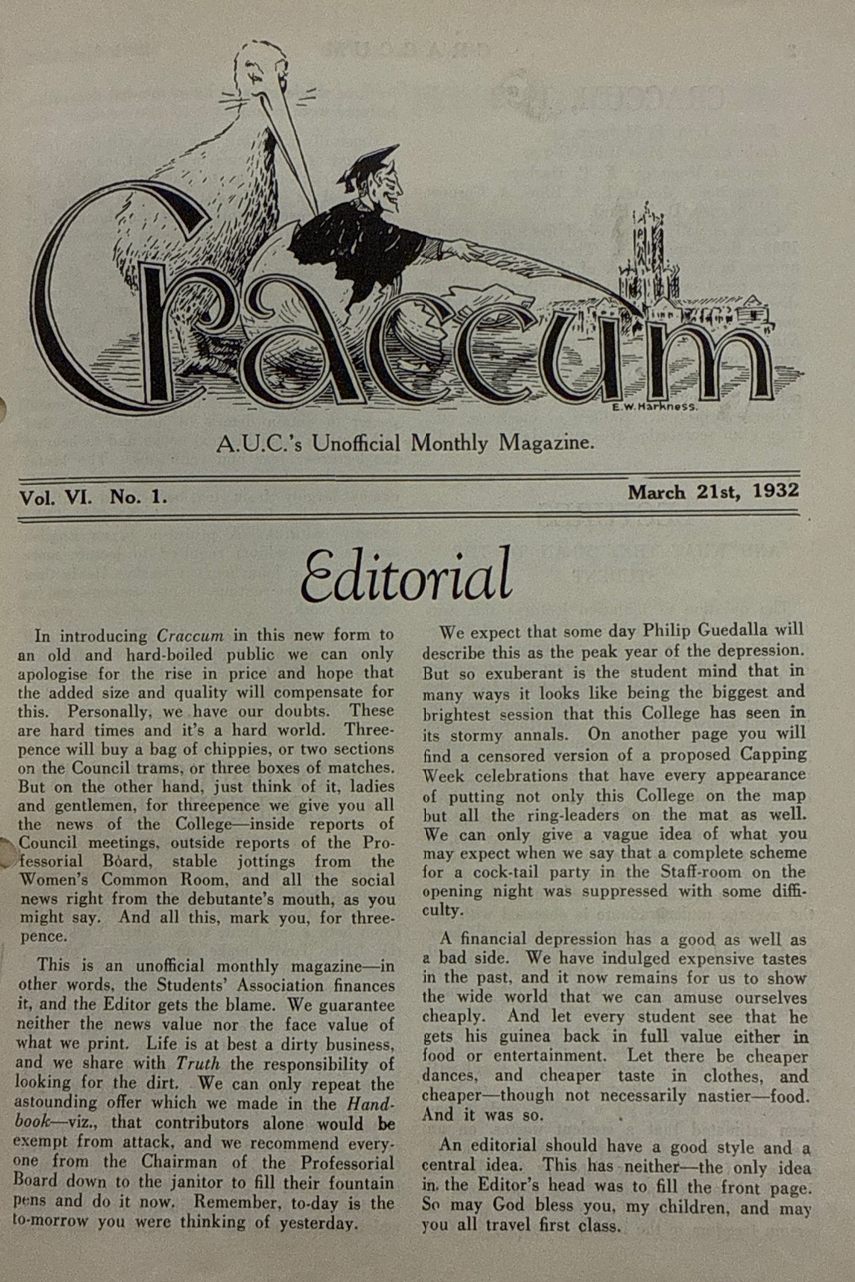 Craccum
E.W. Harkness.
A.U.C.'s Unofficial Monthly Magazine.
Vol. VI. No. 1.
March 21st, 1932
Editorial
In introducing Craccum in this new form to
an old and hard-boiled public we can only
apologise for the rise in price and hope that
the added size and quality will compensate for
this. Personally, we have our doubts. These
are hard times and it's a hard world. Three-
pence will buy a bag of chippies, or two sections
on the Council trams, or three boxes of matches.
But on the other hand, just think of it, ladies
and gentlemen, for threepence we give you all
the news of the College—inside reports of
Council meetings, outside reports of the Pro-
fessorial Board, stable jottings from the
Women's Common Room, and all the social
news right from the debutante's mouth, as you
might say. And all this, mark you, for three-
pence.
This is an unofficial monthly magazine—in
other words, the Students' Association finances
it, and the Editor gets the blame. We guarantee
neither the news value nor the face value of
what we print. Life is at best a dirty business,
and we share with Truth the responsibility of
looking for the dirt. We can only repeat the
astounding offer which we made in the Hand-
book—viz., that contributors alone would be
exempt from attack, and we recommend every-
one from the Chairman of the Professorial
Board down to the janitor to fill their fountain
pens and do it now. Remember, to-day is the
to-morrow you were thinking of yesterday.
We expect that some day Philip Guedalla will
describe this as the peak year of the depression.
But so exuberant is the student mind that in
many ways it looks like being the biggest and
brightest session that this College has seen in
its stormy annals. On another page you will
find a censored version of a proposed Capping
Week celebrations that have every appearance
of putting not only this College on the map
but all the ring-leaders on the mat as well.
We can only give a vague idea of what you
may expect when we say that a complete scheme
for a cock-tail party in the Staff-room on the
opening night was suppressed with some diffi-
culty.
A financial depression has a good as well as
a bad side. We have indulged expensive tastes
in the past, and it now remains for us to show
the wide world that we can amuse ourselves
cheaply. And let every student see that he
gets his guinea back in full value either in
food or entertainment. Let there be cheaper
dances, and cheaper taste in clothes, and
cheaper—though not necessarily nastier—food.
And it was so.
An editorial should have a good style and a
central idea. This has neither—the only idea
in the Editor's head was to fill the front page.
So may God bless you, my children, and may
you all travel first class.